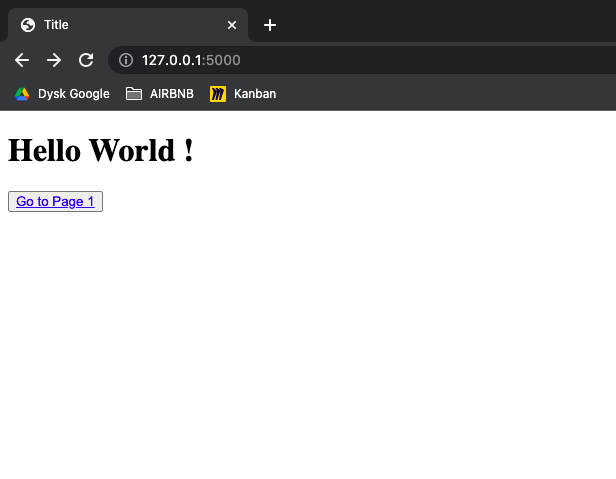 Title
127.0.0.1:5000
Dysk Google AIRBNB Kanban
Hello World !
Go to Page 1